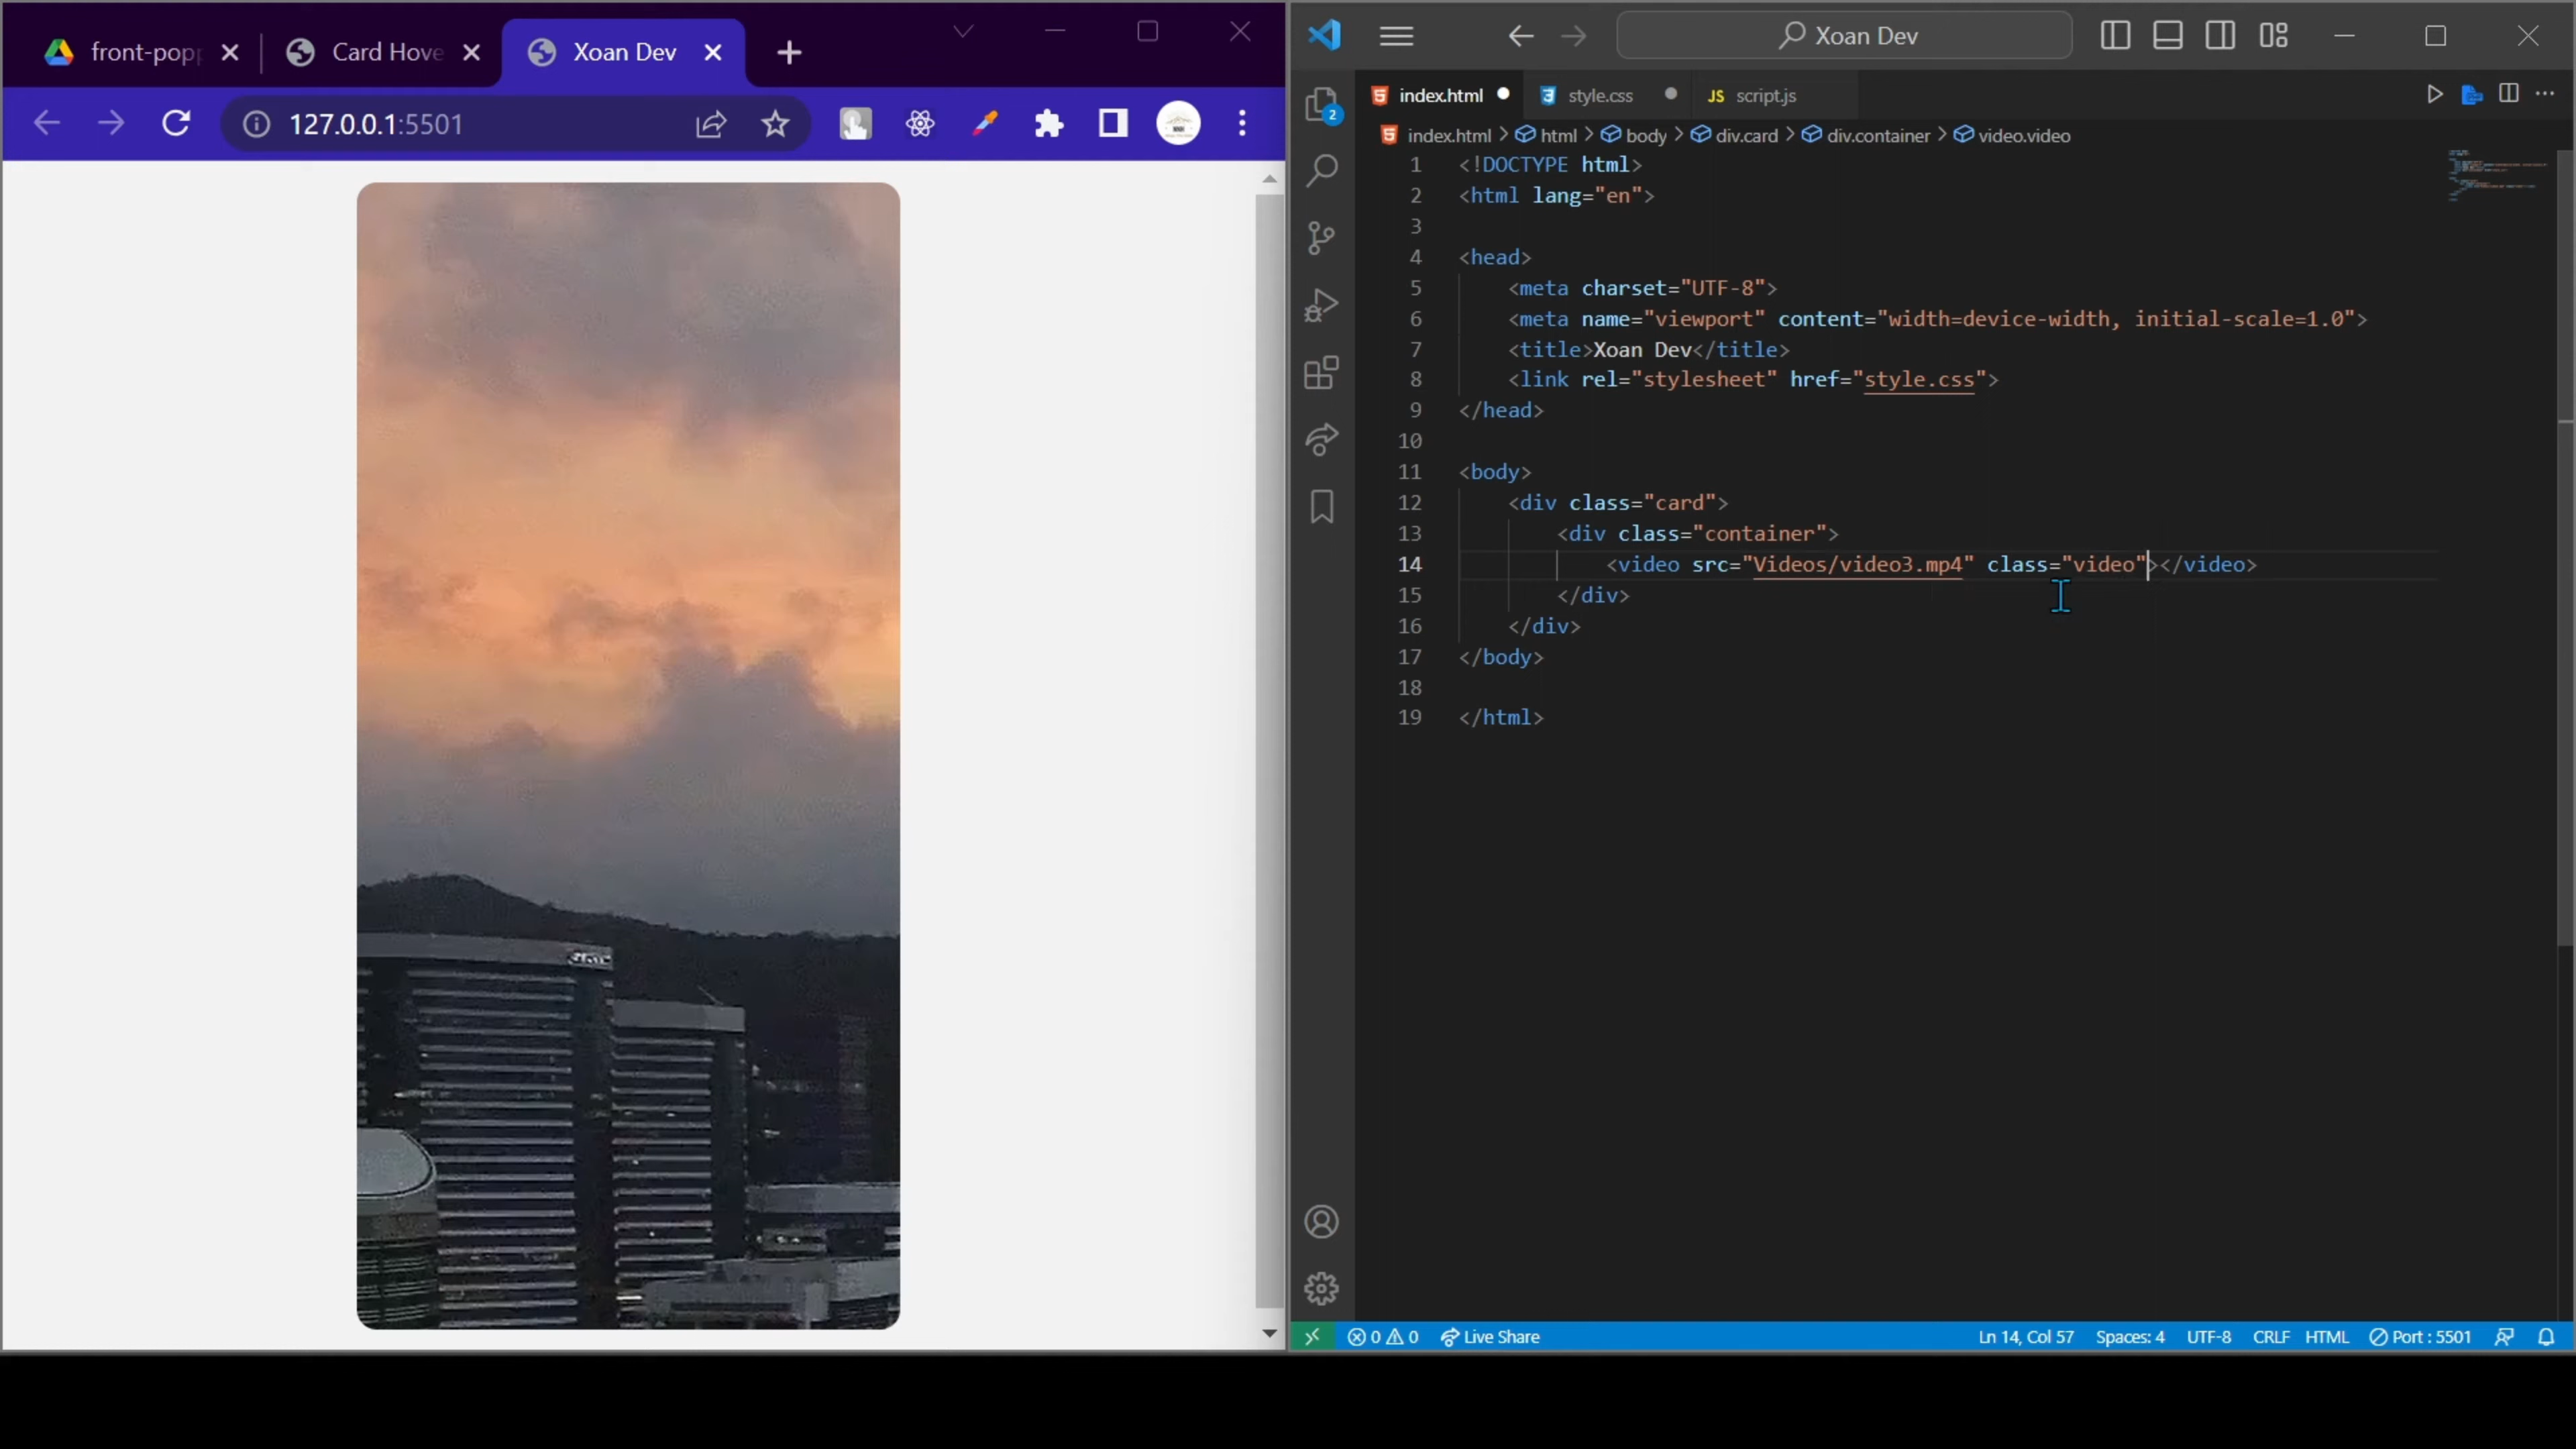 front-popp
Card Hove
Xoan Dev
127.0.0.1:5501
Xoan Dev
index.html
style.css
JS script.js
2
index.html > html > body > div.card > div.container > video.video
1 <!DOCTYPE html>
2 <html lang="en">
3
4 <head>
5 <meta charset="UTF-8">
6 <meta name="viewport" content="width=device-width, initial-scale=1.0">
7 <title>Xoan Dev</title>
8 <link rel="stylesheet" href="style.css">
9 </head>
10
11 <body>
12 <div class="card">
13 <div class="container">
14 <video src="Videos/video3.mp4" class="video"></video>
15 </div>
16 </div>
17 </body>
18
19 </html>
0 0 Live Share
Ln 14, Col 57 Spaces: 4 UTF-8 CRLF HTML Port : 5501